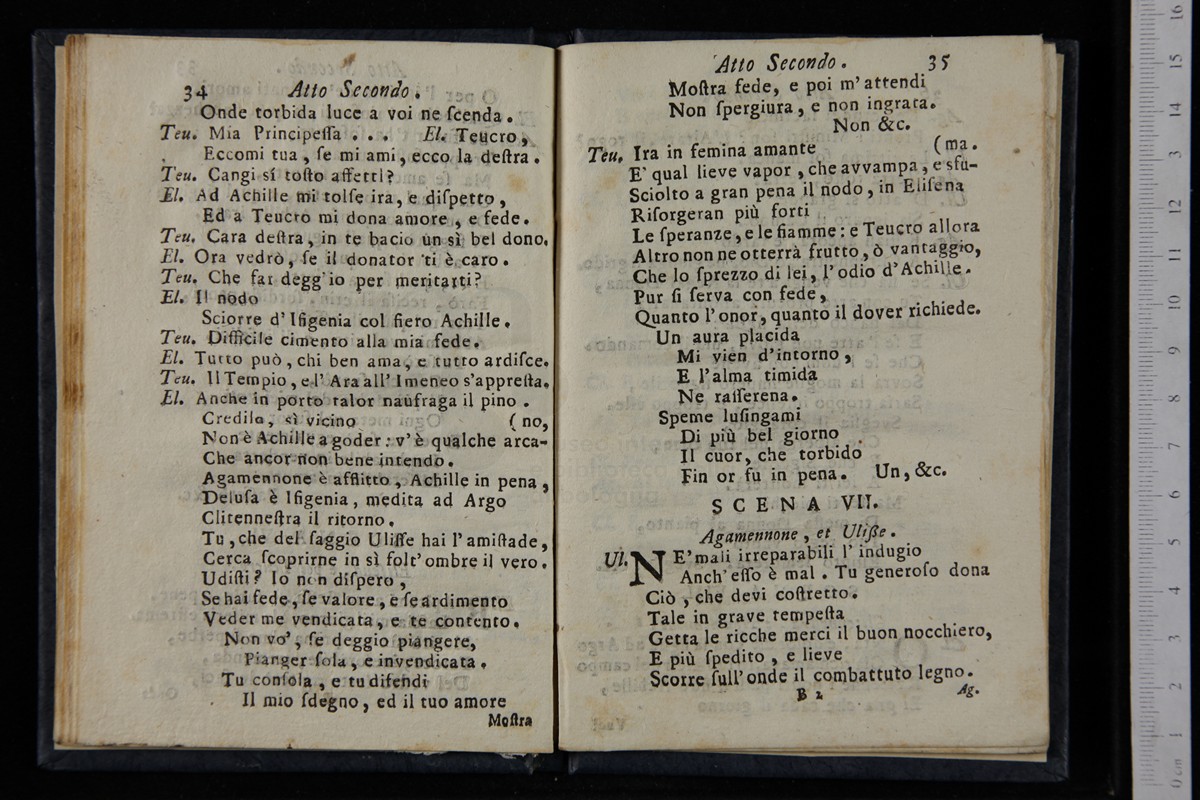 34 Atto Secondo.
Onde torbida luce a voi ne ſcenda.
Teu. Mia Principeſſa . . . El. Teucro,
Eccomi tua, ſe mi ami, ecco la deſtra.
Teu. Cangi sí toſto affetti?
El. Ad Achille mi tolſe ira, e diſpetto,
Ed a Teucro mi dona amore, e fede.
Teu. Cara deſtra, in te bacio un sì bel dono.
El. Ora vedrò, ſe il donator ti è caro.
Teu. Che far degg'io per meritarti?
El. Il nodo
Sciorre d'Ifigenia col fiero Achille.
Teu. Difficile cimento alla mia fede.
El. Tutto può, chi ben ama, e tutto ardiſce.
Teu. Il Tempio, e l'Ara all'Imeneo s'appreſta.
El. Anche in porto talor naufraga il pino.
Credilo, sì vicino (no,
Non è Achille a goder: v'è qualche arca-
Che ancor non bene intendo.
Agamennone è afflitto, Achille in pena,
Deluſa è Ifigenia, medita ad Argo
Clitenneſtra il ritorno.
Tu, che del ſaggio Uliſſe hai l'amiſtade,
Cerca ſcoprirne in sì folt'ombre il vero.
Udiſti? Io non diſpero,
Se hai fede, ſe valore, e ſe ardimento
Veder me vendicata, e te contento.
Non vo', ſe deggio piangere,
Pianger ſola, e invendicata.
Tu conſola, e tu difendi
Il mio ſdegno, ed il tuo amore
Moſtra
Atto Secondo. 35
Moſtra fede, e poi m'attendi
Non ſpergiura, e non ingrata.
Non &c.
Teu. Ira in femina amante (ma.
E' qual lieve vapor, che avvampa, e sfu-
Sciolto a gran pena il nodo, in Eliſena
Riſorgeran più forti
Le ſperanze, e le fiamme: e Teucro allora
Altro non ne otterrà frutto, ò vantaggio,
Che lo ſprezzo di lei, l'odio d'Achille.
Pur ſi ſerva con fede,
Quanto l'onor, quanto il dover richiede.
Un aura placida
Mi vien d'intorno,
E l'alma timida
Ne raſſerena.
Speme luſingami
Di più bel giorno
Il cuor, che torbido
Fin or fu in pena. Un, &c.
SCENA VII.
Agamennone, et Uliſſe.
Ul. NE'mali irreparabili l'indugio
Anch'eſſo è mal. Tu generoſo dona
Ciò, che devi coſtretto.
Tale in grave tempeſta
Getta le ricche merci il buon nocchiero,
E più ſpedito, e lieve
Scorre ſull'onde il combattuto legno.
B 2 Ag.